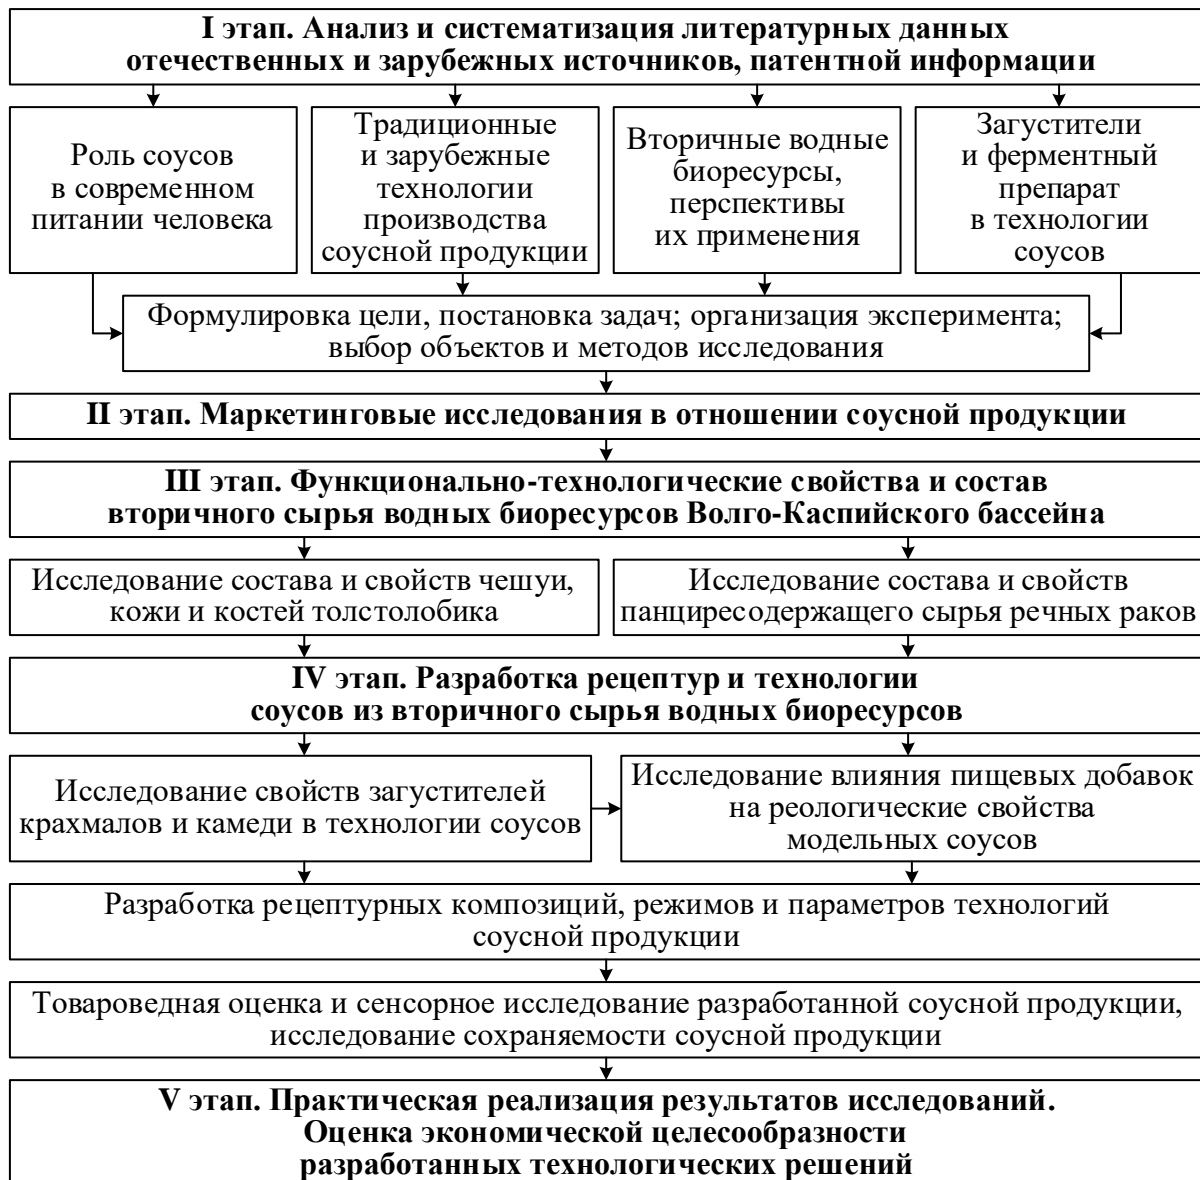 I этап. Анализ и систематизация литературных данных
отечественных и зарубежных источников, патентной информации
Роль соусов
в современном
питании человека
Традиционные
и зарубежные
технологии
производства
соусной продукции
Вторичные водные
биоресурсы,
перспективы
их применения
Загустители
и ферментный
препарат
в технологии
соусов
Формулировка цели, постановка задач; организация эксперимента;
выбор объектов и методов исследования
II этап. Маркетинговые исследования в отношении соусной продукции
III этап. Функционально-технологические свойства и состав
вторичного сырья водных биоресурсов Волго-Каспийского бассейна
Исследование состава и свойств чешуи,
кожи и костей толстолобика
Исследование состава и свойств
панциресодержащего сырья речных раков
IV этап. Разработка рецептур и технологии
соусов из вторичного сырья водных биоресурсов
Исследование свойств загустителей
крахмалов и камеди в технологии соусов
Исследование влияния пищевых добавок
на реологические свойства
модельных соусов
Разработка рецептурных композиций, режимов и параметров технологий
соусной продукции
Товароведная оценка и сенсорное исследование разработанной соусной продукции,
исследование сохраняемости соусной продукции
V этап. Практическая реализация результатов исследований.
Оценка экономической целесообразности
разработанных технологических решений